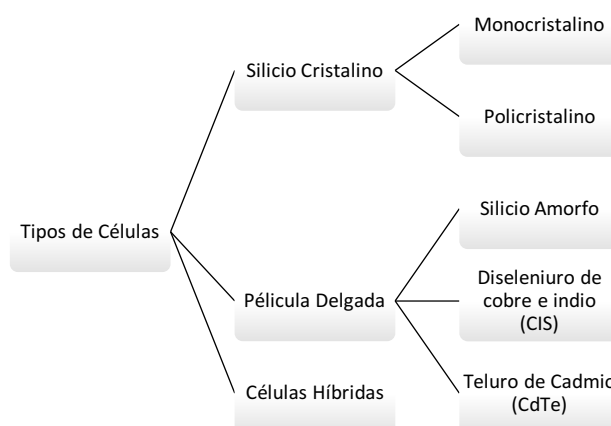 Monocristalino
Silicio Cristalino
Policristalino
Silicio Amorfo
Tipos de Células
Diseleniuro de
cobre e indio
(CIS)
Pélicula Delgada
Células Híbridas
Teluro de Cadmio
(CdTe)